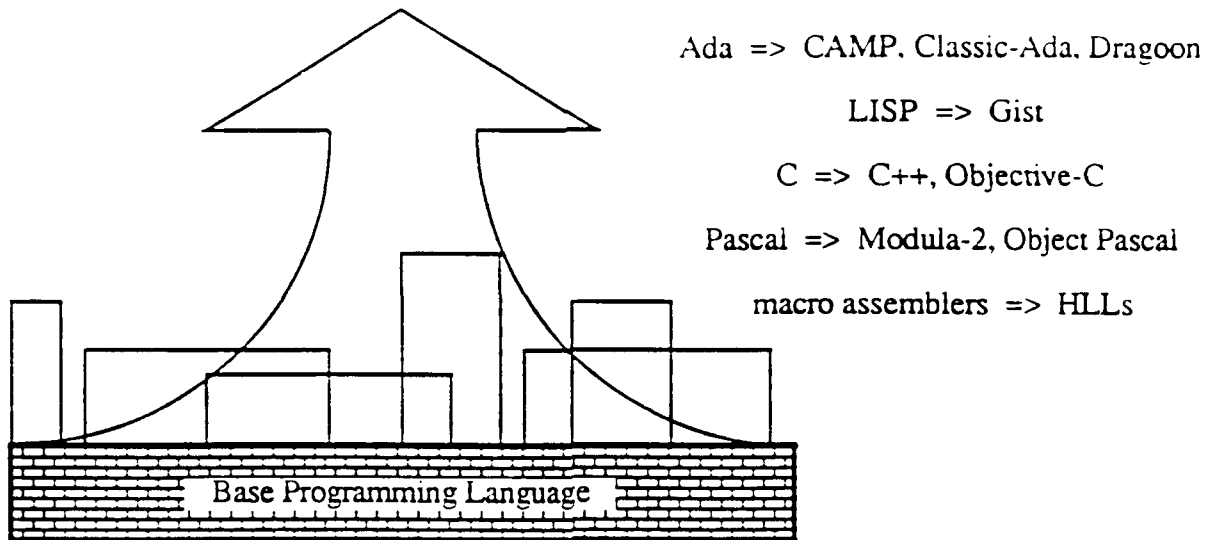 Ada => CAMP, Classic-Ada, Dragoon
LISP => Gist
C => C++, Objective-C
Pascal => Modula-2, Object Pascal
macro assemblers => HLLs
Base Programming Language